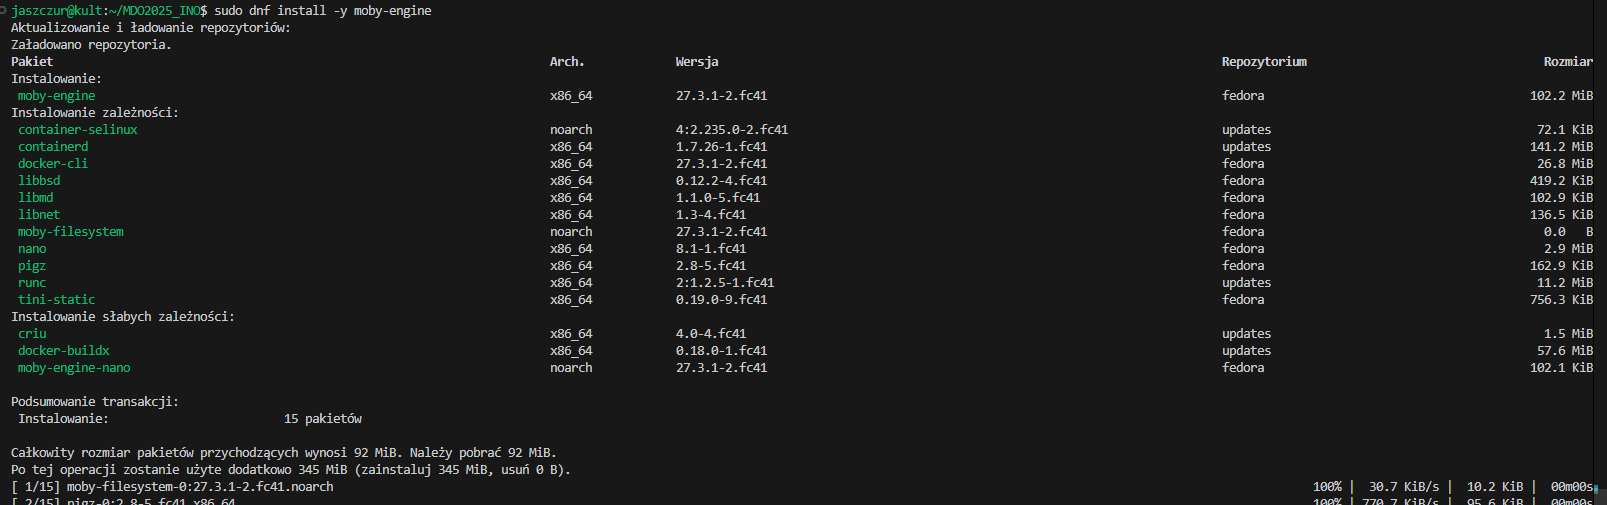 jaszczur@kult:~/MDO2025_INO$ sudo dnf install -y moby-engine
Aktualizowanie i ładowanie repozytoriów:
Załadowano repozytoria.
Pakiet Arch. Wersja Repozytorium Rozmiar
Instalowanie:
moby-engine x86_64 27.3.1-2.fc41 fedora 102.2 MiB
Instalowanie zależności:
container-selinux noarch 4:2.235.0-2.fc41 updates 72.1 KiB
containerd x86_64 1.7.26-1.fc41 updates 141.2 MiB
docker-cli x86_64 27.3.1-2.fc41 fedora 26.8 MiB
libbsd x86_64 0.12.2-4.fc41 fedora 419.2 KiB
libmd x86_64 1.1.0-5.fc41 fedora 102.9 KiB
libnet x86_64 1.3-4.fc41 fedora 136.5 KiB
moby-filesystem noarch 27.3.1-2.fc41 fedora 0.0 B
nano x86_64 8.1-1.fc41 fedora 2.9 MiB
pigz x86_64 2.8-5.fc41 fedora 162.9 KiB
runc x86_64 2:1.2.5-1.fc41 updates 11.2 MiB
tini-static x86_64 0.19.0-9.fc41 fedora 756.3 KiB
Instalowanie słabych zależności:
criu x86_64 4.0-4.fc41 updates 1.5 MiB
docker-buildx x86_64 0.18.0-1.fc41 updates 57.6 MiB
moby-engine-nano noarch 27.3.1-2.fc41 fedora 102.1 KiB
Podsumowanie transakcji:
Instalowanie: 15 pakietów
Całkowity rozmiar pakietów przychodzących wynosi 92 MiB. Należy pobrać 92 MiB.
Po tej operacji zostanie użyte dodatkowo 345 MiB (zainstaluj 345 MiB, usuń 0 B).
[ 1/15] moby-filesystem-0:27.3.1-2.fc41.noarch 100% | 30.7 KiB/s | 10.2 KiB | 00m00s
[ 2/15] pigz-0:2.8-5.fc41.x86_64 100% | 770.7 KiB/s | 95.6 KiB | 00m00s